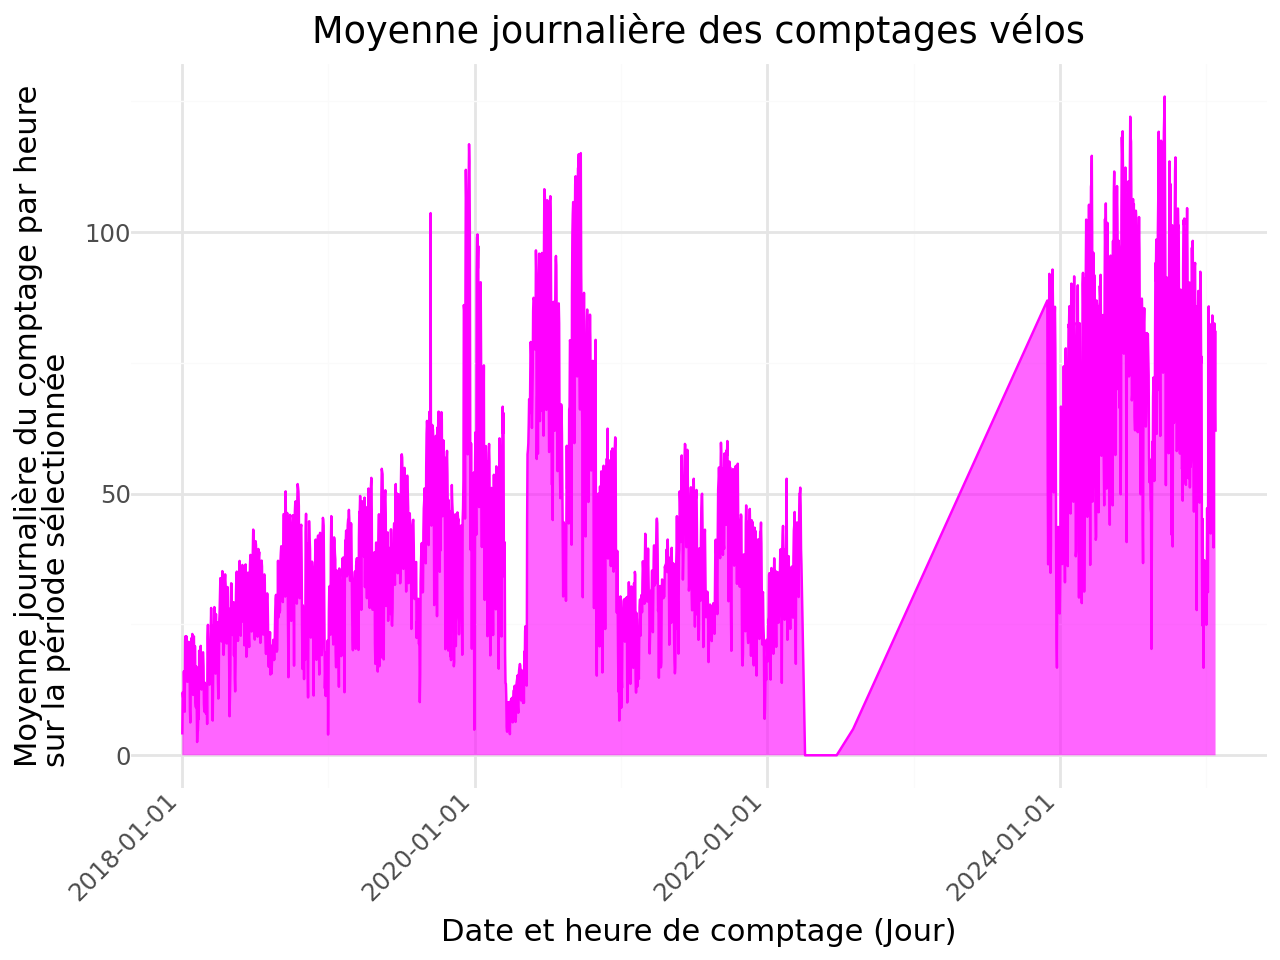 Moyenne journalière des comptages vélos
Moyenne journalière du comptage par heure
sur la période sélectionnée
100
50
0
2018-01-01
2020-01-01
2022-01-01
2024-01-01
Date et heure de comptage (Jour)